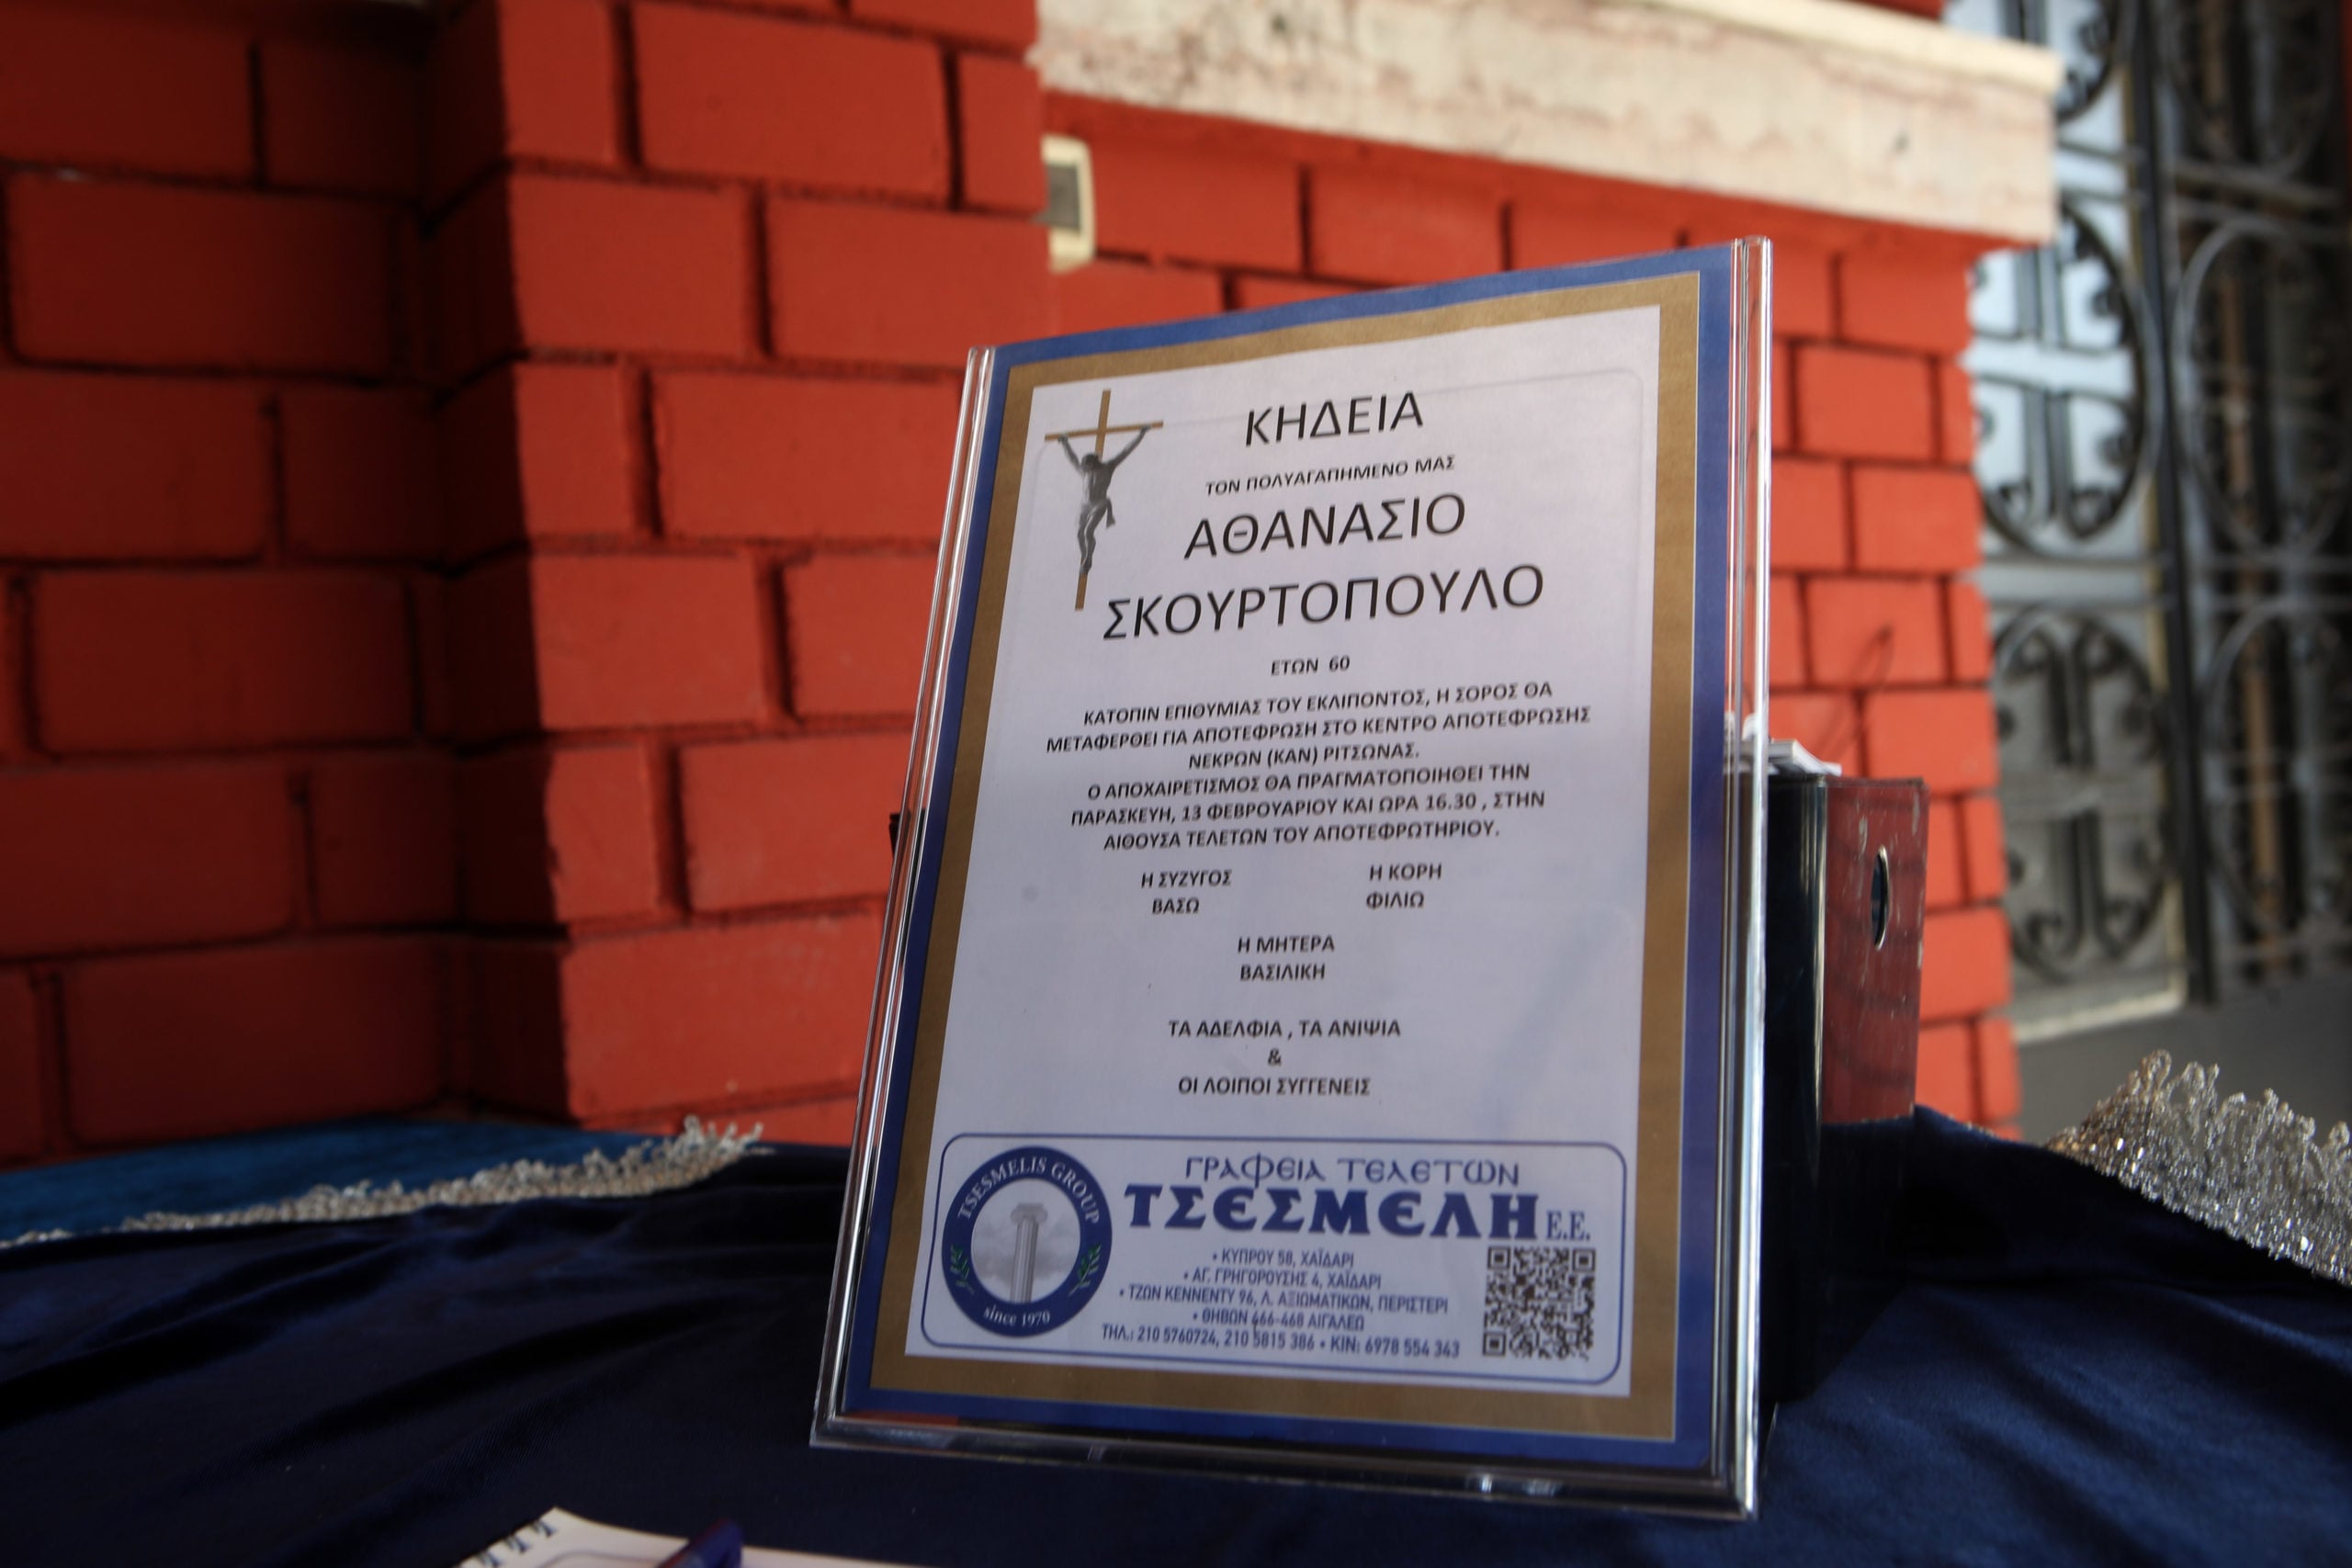 ΚΗΔΕΙΑ
ΤΟΝ ΠΟΛΥΑΓΑΠΗΜΕΝΟ ΜΑΣ
ΑΘΑΝΑΣΙΟ
ΣΚΟΥΡΤΟΠΟΥΛΟ
ΕΤΩΝ 60
ΚΑΤΟΠΙΝ ΕΠΙΘΥΜΙΑΣ ΤΟΥ ΕΚΛΙΠΟΝΤΟΣ, Η ΣΟΡΟΣ ΘΑ
ΜΕΤΑΦΕΡΘΕΙ ΓΙΑ ΑΠΟΤΕΦΡΩΣΗ ΣΤΟ ΚΕΝΤΡΟ ΑΠΟΤΕΦΡΩΣΗΣ
ΝΕΚΡΩΝ (ΚΑΝ) ΡΙΤΣΩΝΑΣ.
Ο ΑΠΟΧΑΙΡΕΤΙΣΜΟΣ ΘΑ ΠΡΑΓΜΑΤΟΠΟΙΗΘΕΙ ΤΗΝ
ΠΑΡΑΣΚΕΥΗ, 13 ΦΕΒΡΟΥΑΡΙΟΥ ΚΑΙ ΩΡΑ 16.30 , ΣΤΗΝ
ΑΙΘΟΥΣΑ ΤΕΛΕΤΩΝ ΤΟΥ ΑΠΟΤΕΦΡΩΤΗΡΙΟΥ.
Η ΣΥΖΥΓΟΣ Η ΚΟΡΗ
ΒΑΣΩ ΦΙΛΙΩ
Η ΜΗΤΕΡΑ
ΒΑΣΙΛΙΚΗ
ΤΑ ΑΔΕΛΦΙΑ , ΤΑ ΑΝΙΨΙΑ
&
ΟΙ ΛΟΙΠΟΙ ΣΥΓΓΕΝΕΙΣ
TSESMELIS GROUP
since 1970
ΓΡΑΦΕΙΑ ΤΕΛΕΤΩΝ
ΤΣΕΣΜΕΛΗ Ε.Ε.
• ΚΥΠΡΟΥ 58, ΧΑΪΔΑΡΙ
• ΑΓ. ΓΡΗΓΟΡΟΥΣΗΣ 4, ΧΑΪΔΑΡΙ
• ΤΖΩΝ ΚΕΝΝΕΝΤΥ 96, Λ. ΑΞΙΩΜΑΤΙΚΩΝ, ΠΕΡΙΣΤΕΡΙ
• ΘΗΒΩΝ 466-468 ΑΙΓΑΛΕΩ
ΤΗΛ.: 210 5760724, 210 5815 386 • ΚΙΝ: 6978 554 343